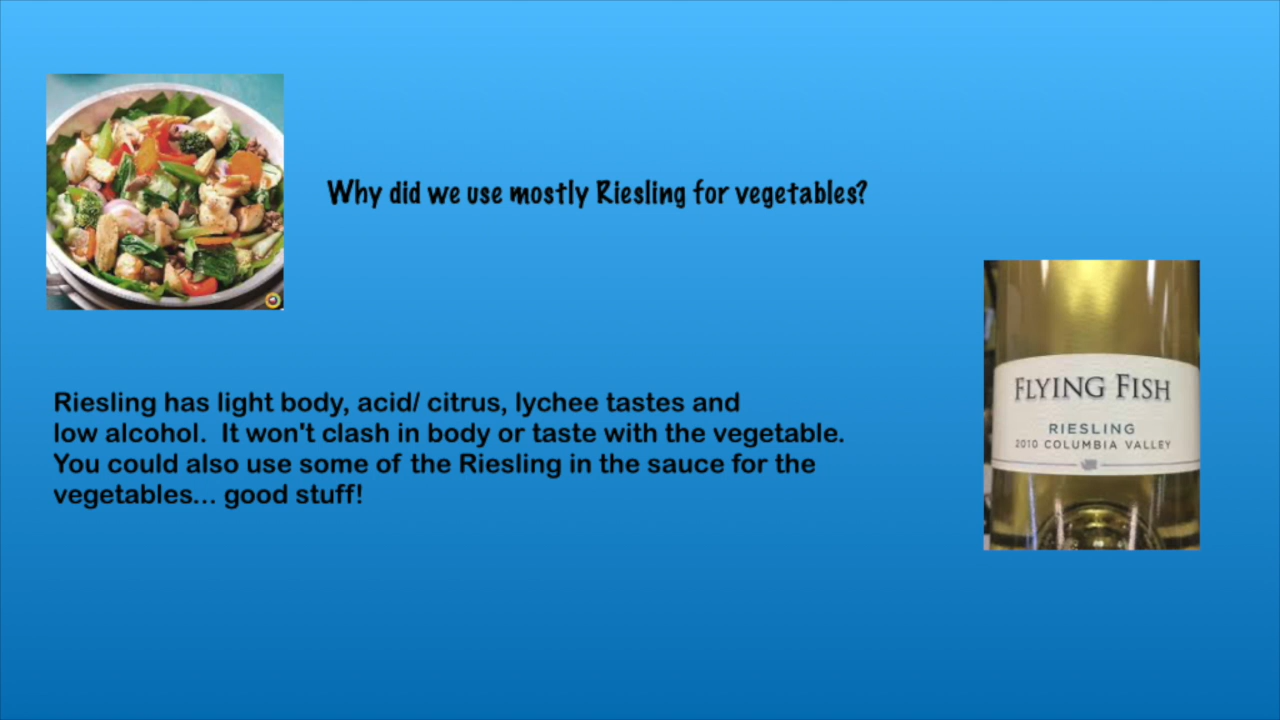 Why did we use mostly Riesling for vegetables?
Riesling has light body, acid/ citrus, lychee tastes and
low alcohol.  It won't clash in body or taste with the vegetable.
You could also use some of the Riesling in the sauce for the
vegetables... good stuff!
FLYING FISH
RIESLING
2010 COLUMBIA VALLEY